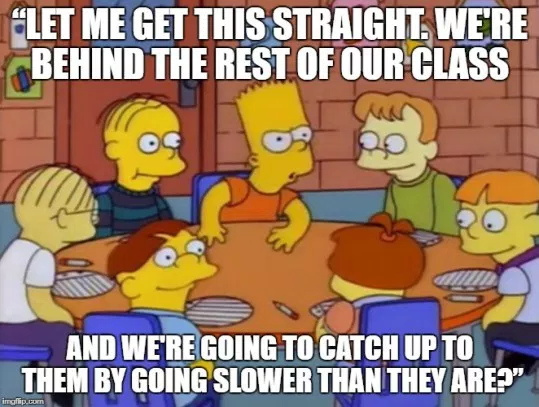 “LET ME GET THIS STRAIGHT. WE'RE
BEHIND THE REST OF OUR CLASS
AND WE'RE GOING TO CATCH UP TO
THEM BY GOING SLOWER THAN THEY ARE?”
imgflip.com